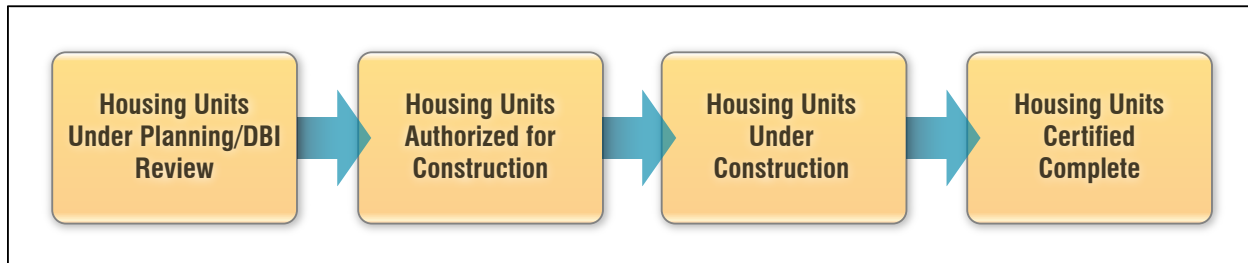 Housing Units
Under Planning/DBI
Review
Housing Units
Authorized for
Construction
Housing Units
Under
Construction
Housing Units
Certified
Complete